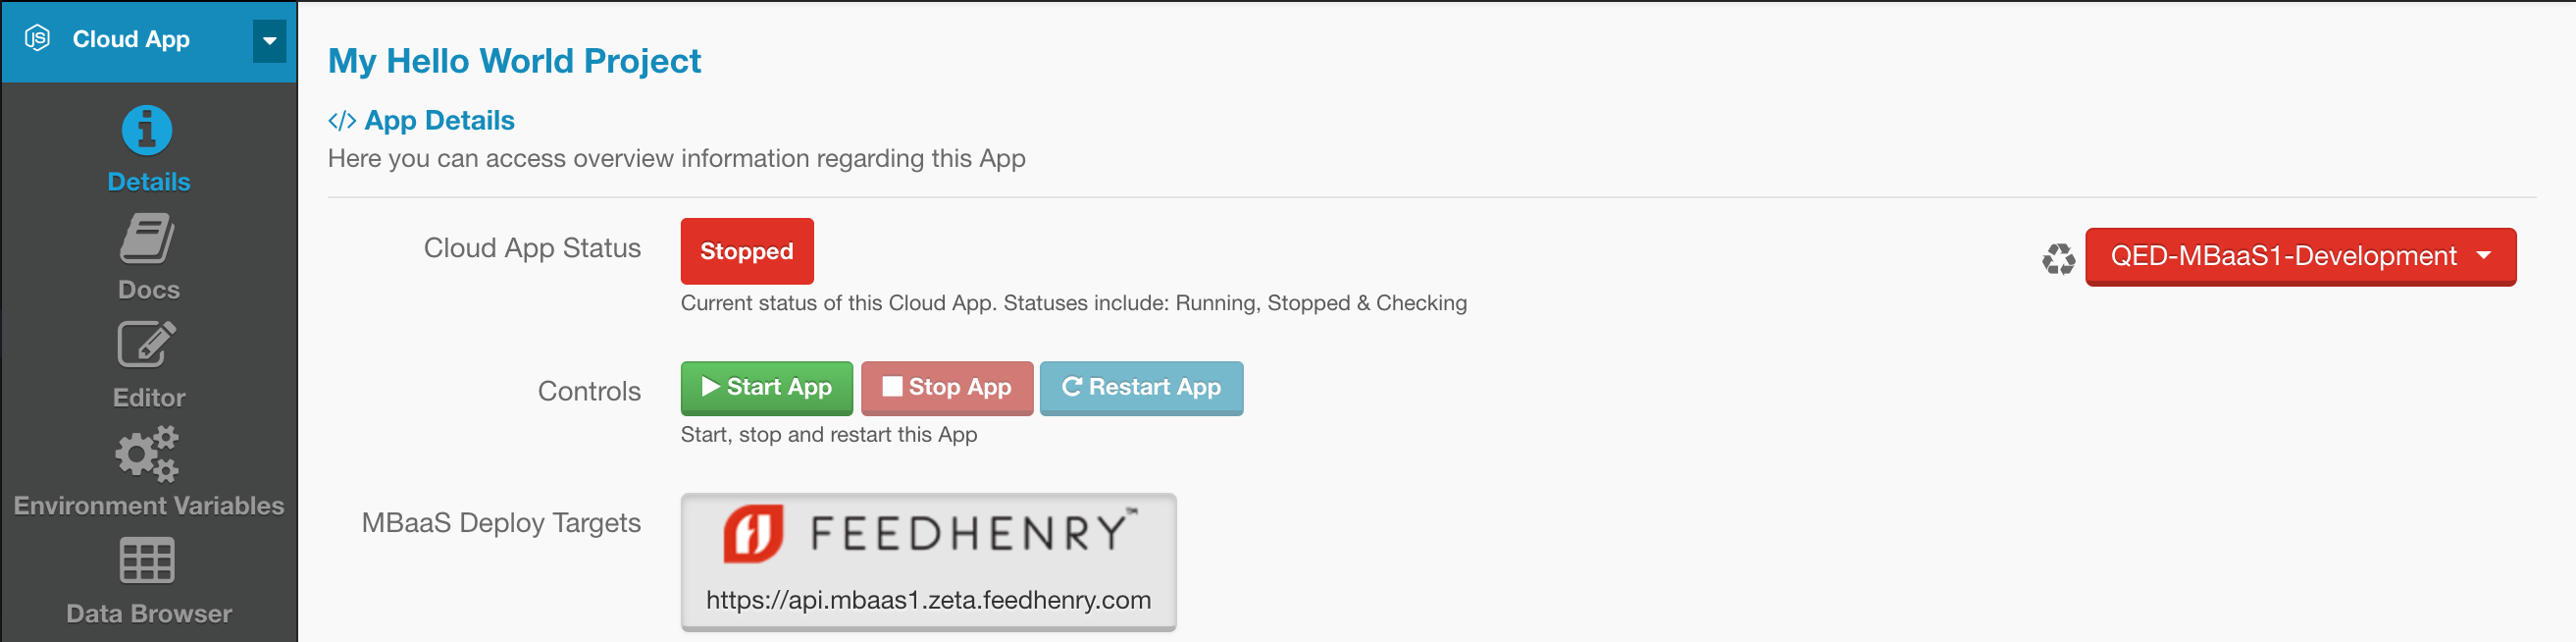 JS Cloud App
Details
Docs
Editor
Environment Variables
Data Browser
My Hello World Project
</> App Details
Here you can access overview information regarding this App
Cloud App Status
Stopped
QED-MBaaS1-Development
Current status of this Cloud App. Statuses include: Running, Stopped & Checking
Controls
Start App
Stop App
Restart App
Start, stop and restart this App
MBaaS Deploy Targets
FEEDHENRY™
https://api.mbaas1.zeta.feedhenry.com